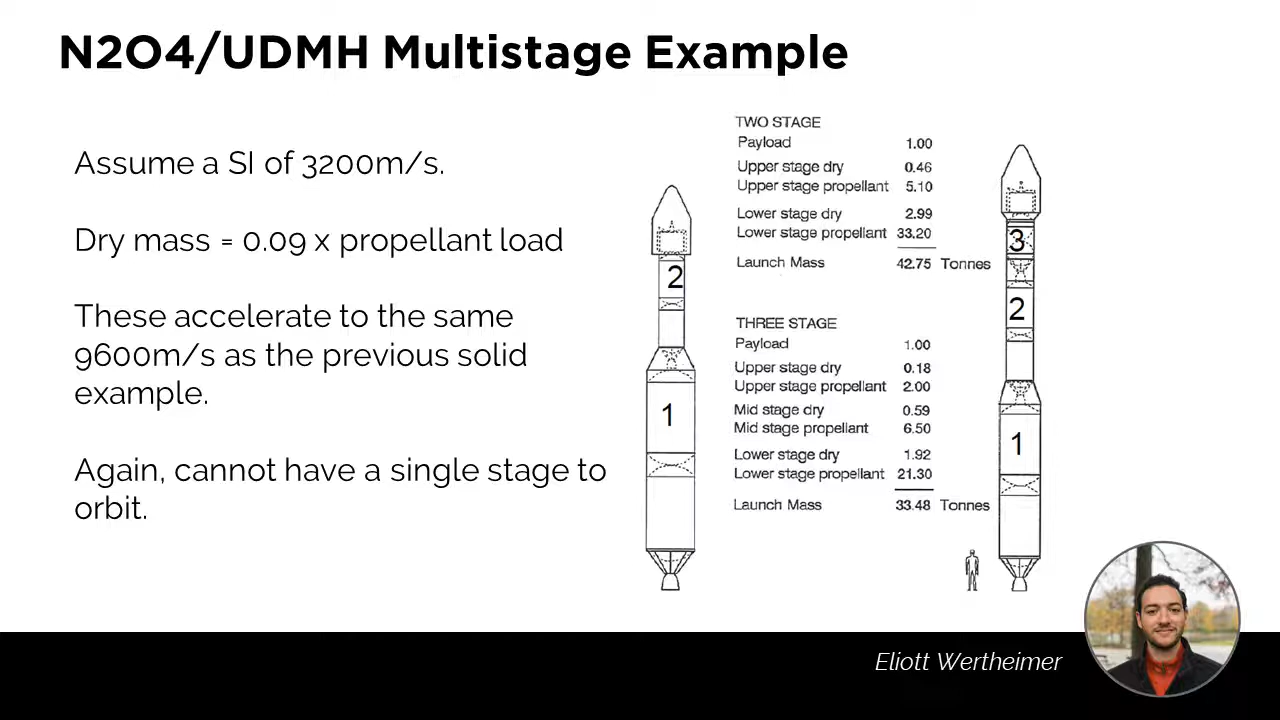 N2O4/UDMH Multistage Example
Assume a SI of 3200m/s.
Dry mass = 0.09 x propellant load
These accelerate to the same
9600m/s as the previous solid
example.
Again, cannot have a single stage to
orbit.
2
1
TWO STAGE
Payload 1.00
Upper stage dry 0.46
Upper stage propellant 5.10
Lower stage dry 2.99
Lower stage propellant 33.20
Launch Mass 42.75 Tonnes
THREE STAGE
Payload 1.00
Upper stage dry 0.18
Upper stage propellant 2.00
Mid stage dry 0.59
Mid stage propellant 6.50
Lower stage dry 1.92
Lower stage propellant 21.30
Launch Mass 33.48 Tonnes
3
2
1
Eliott Wertheimer